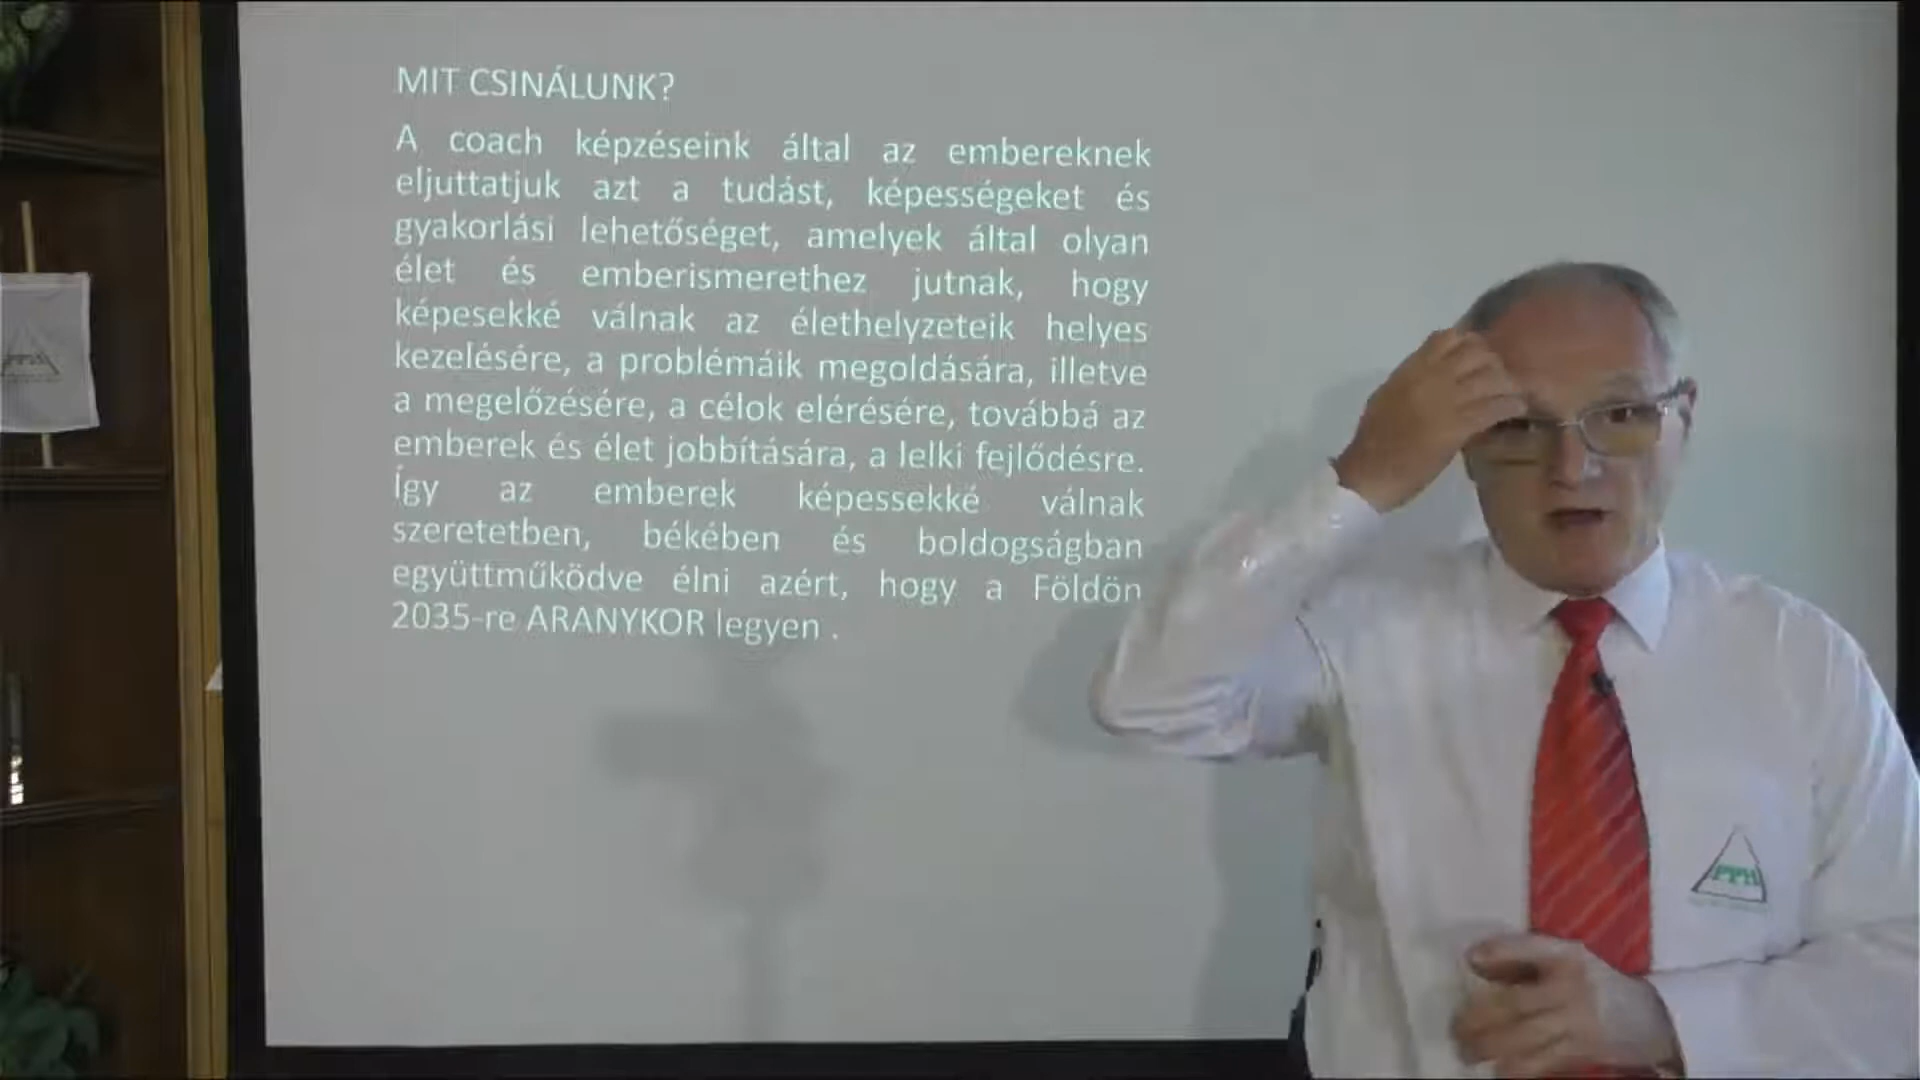 MIT CSINÁLUNK?
A coach képzéseink által az embereknek
eljuttatjuk azt a tudást, képességeket és
gyakorlási lehetőséget, amelyek által olyan
élet és emberismerethez jutnak, hogy
képesekké válnak az élethelyzeteik helyes
kezelésére, a problémáik megoldására, illetve
a megelőzésére, a célok elérésére, továbbá az
emberek és élet jobbítására, a lelki fejlődésre.
Így az emberek képessekké válnak
szeretetben, békében és boldogságban
együttműködve élni azért, hogy a Földön
2035-re ARANYKOR legyen .
PPH